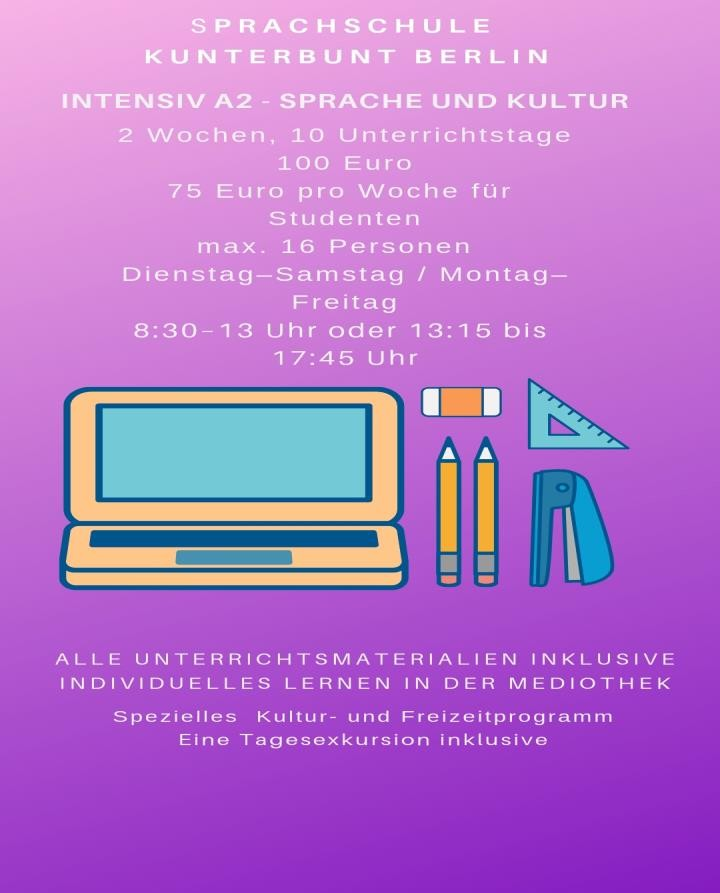 SPRACHSCHULE
KUNTERBUNT BERLIN
INTENSIV A2 - SPRACHE UND KULTUR
2 Wochen, 10 Unterrichtstage
100 Euro
75 Euro pro Woche für
Studenten
max. 16 Personen
Dienstag–Samstag / Montag–
Freitag
8:30–13 Uhr oder 13:15 bis
17:45 Uhr
ALLE UNTERRICHTSMATERIALIEN INKLUSIVE
INDIVIDUELLES LERNEN IN DER MEDIOTHEK
Spezielles Kultur- und Freizeitprogramm
Eine Tagesexkursion inklusive